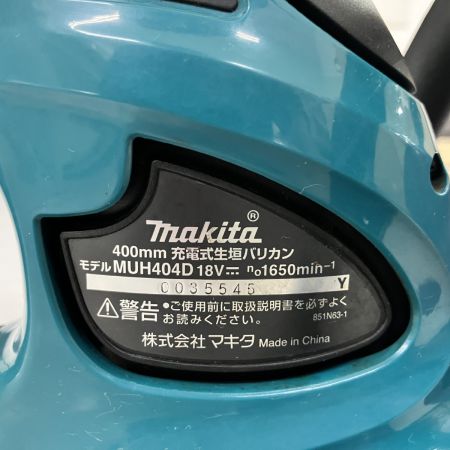 makita®
400mm 充電式生垣バリカン
モデル MUH404D 18V⎓ n₀1650min⁻¹
0035545 Y
⚠警告 ●ご使用前に取扱説明書を必ずよく
お読みください。
851N63-1
株式会社 マキタ Made in China